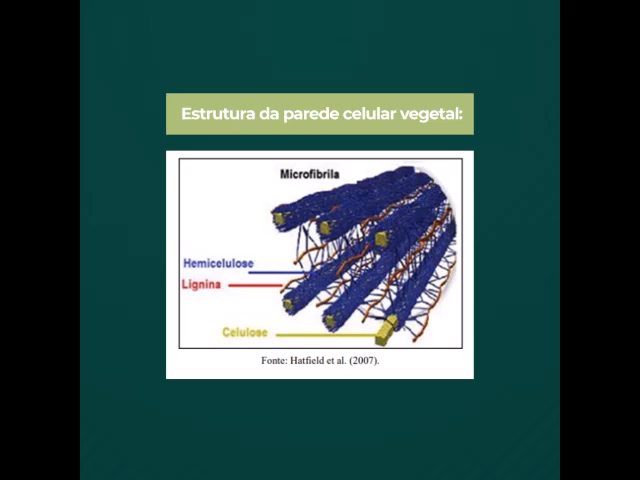 Estrutura da parede celular vegetal:
Microfibrila
Hemicelulose
Lignina
Celulose
Fonte: Hatfield et al. (2007).